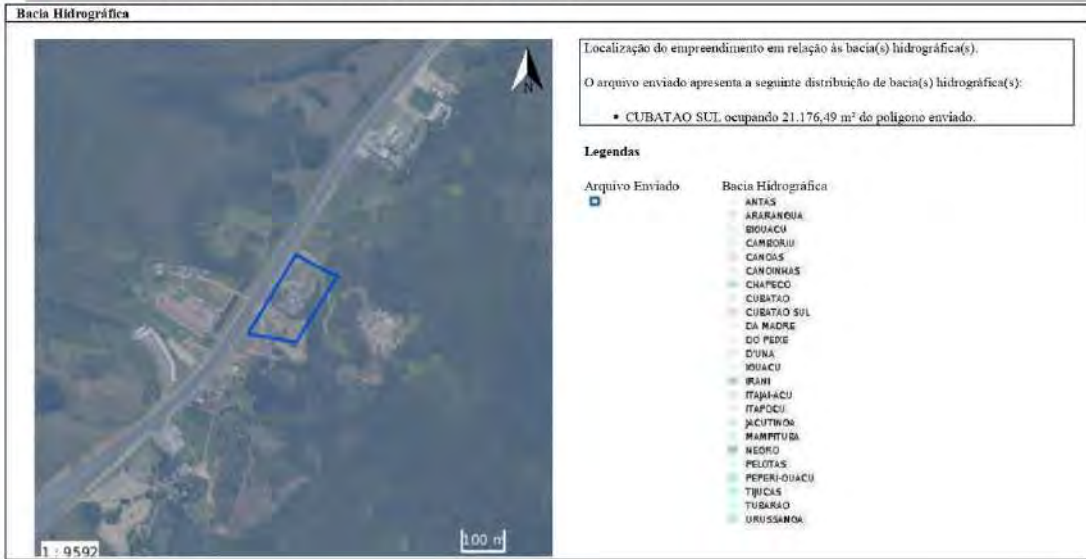 Bacia Hidrográfica
N
1 : 9592
100 m
Localização do empreendimento em relação às bacia(s) hidrográfica(s).
O arquivo enviado apresenta a seguinte distribuição de bacia(s) hidrográfica(s):
• CUBATAO SUL ocupando 21.176,49 m² do polígono enviado.
Legendas
Arquivo Enviado
Bacia Hidrográfica
ANTAS
ARARANGUA
BIGUACU
CAMBORIU
CANOAS
CANOINHAS
CHAPECO
CUBATAO
CUBATAO SUL
DA MADRE
DO PEIXE
D'UNA
IGUACU
IRANI
ITAJAI-ACU
ITAPOCU
JACUTINGA
MAMPITUBA
NEGRO
PELOTAS
PEPERI-GUACU
TIJUCAS
TUBARAO
URUSSANGA